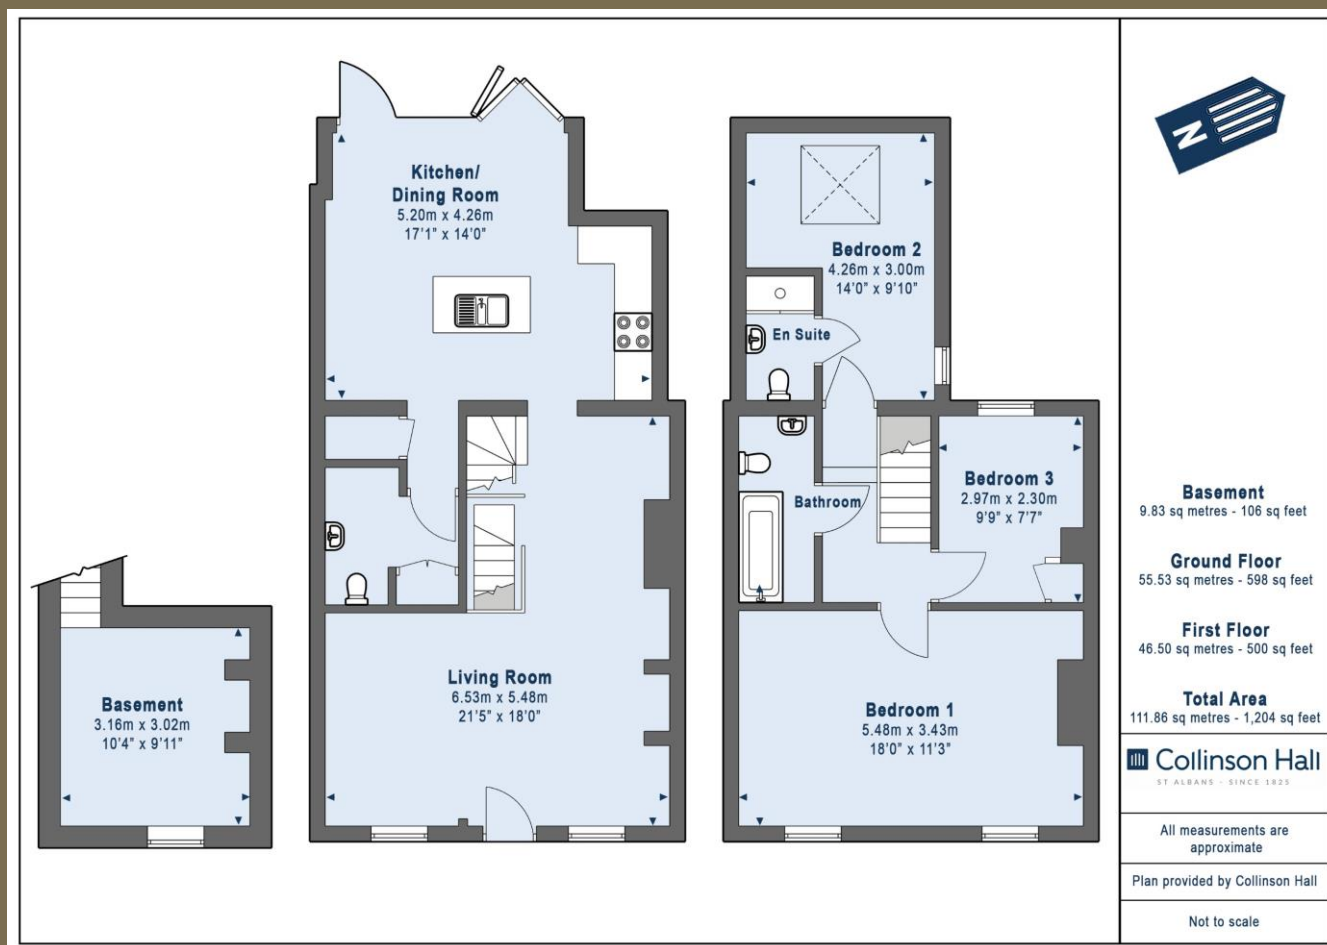 Kitchen/
Dining Room
5.20m x 4.26m
17'1" x 14'0"
Living Room
6.53m x 5.48m
21'5" x 18'0"
Basement
3.16m x 3.02m
10'4" x 9'11"
Bedroom 2
4.26m x 3.00m
14'0" x 9'10"
En Suite
Bathroom
Bedroom 3
2.97m x 2.30m
9'9" x 7'7"
Bedroom 1
5.48m x 3.43m
18'0" x 11'3"
N
Basement
9.83 sq metres - 106 sq feet
Ground Floor
55.53 sq metres - 598 sq feet
First Floor
46.50 sq metres - 500 sq feet
Total Area
111.86 sq metres - 1,204 sq feet
Collinson Hall
ST ALBANS - SINCE 1825
All measurements are
approximate
Plan provided by Collinson Hall
Not to scale